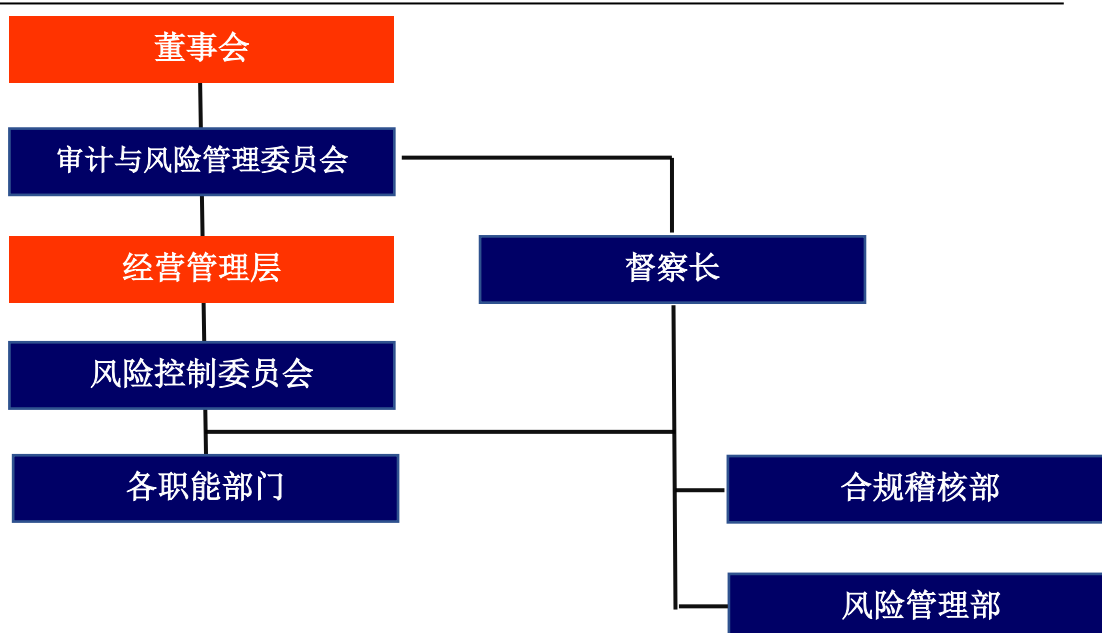 董事会
审计与风险管理委员会
经营管理层
督察长
风险控制委员会
各职能部门
合规稽核部
风险管理部